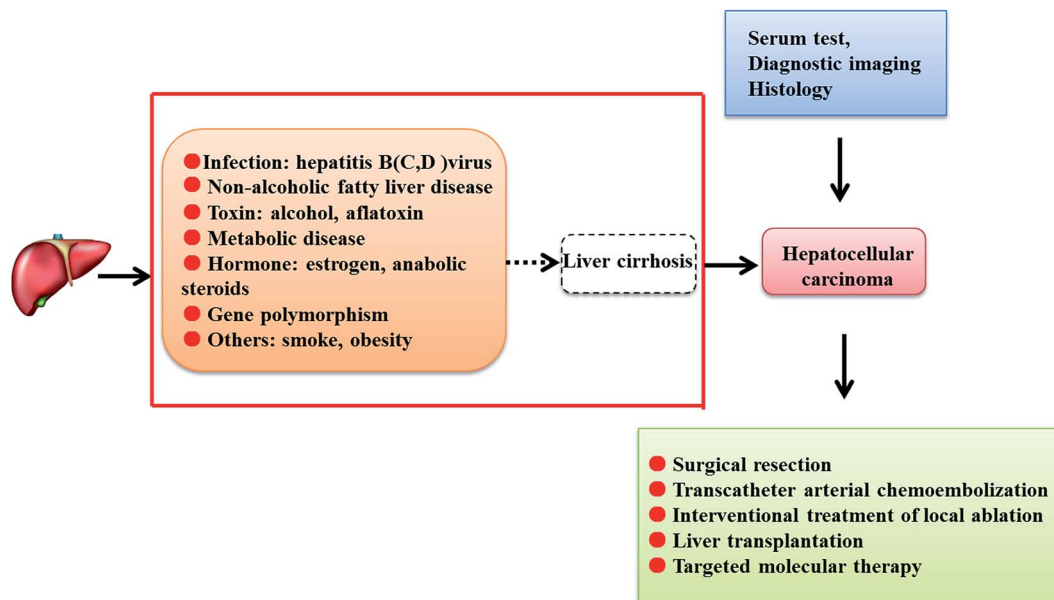 Serum test,
Diagnostic imaging
Histology
Infection: hepatitis B(C,D )virus
Non-alcoholic fatty liver disease
Toxin: alcohol, aflatoxin
Metabolic disease
Hormone: estrogen, anabolic
steroids
Gene polymorphism
Others: smoke, obesity
Liver cirrhosis
Hepatocellular
carcinoma
Surgical resection
Transcatheter arterial chemoembolization
Interventional treatment of local ablation
Liver transplantation
Targeted molecular therapy